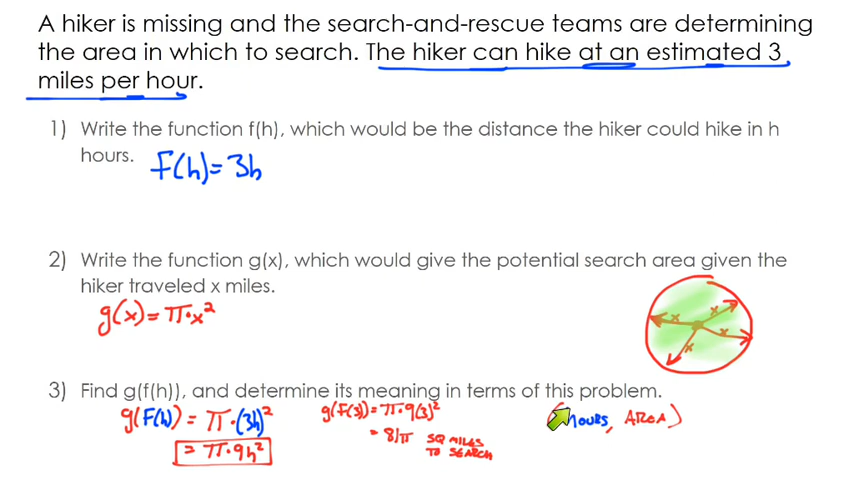 A hiker is missing and the search-and-rescue teams are determining
the area in which to search. The hiker can hike at an estimated 3
miles per hour.
1) Write the function f(h), which would be the distance the hiker could hike in h
hours.
F(h)=3h
2) Write the function g(x), which would give the potential search area given the
hiker traveled x miles.
g(x)=π·x²
x x x x
3) Find g(f(h)), and determine its meaning in terms of this problem.
g(F(h)) = π·(3h)²
= π·9h²
g(F(3))=π·9(3)²
= 81π SQ MILES
TO SEARCH
(hours, AREA)